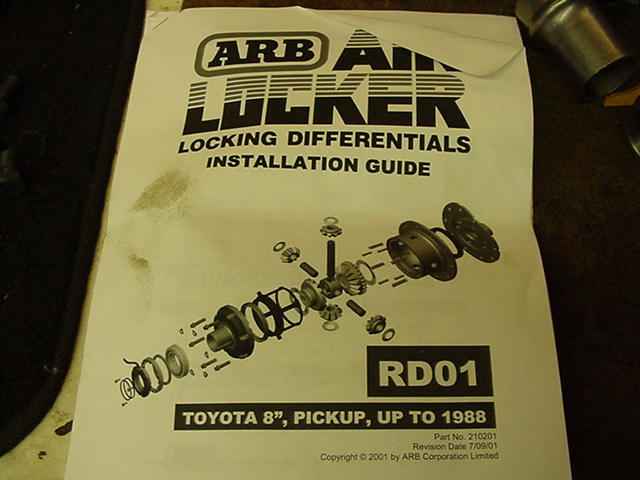 ARB AIR
LOCKER
LOCKING DIFFERENTIALS
INSTALLATION GUIDE
RD01
TOYOTA 8”, PICKUP, UP TO 1988
Part No. 210201
Revision Date 7/09/01
Copyright © 2001 by ARB Corporation Limited